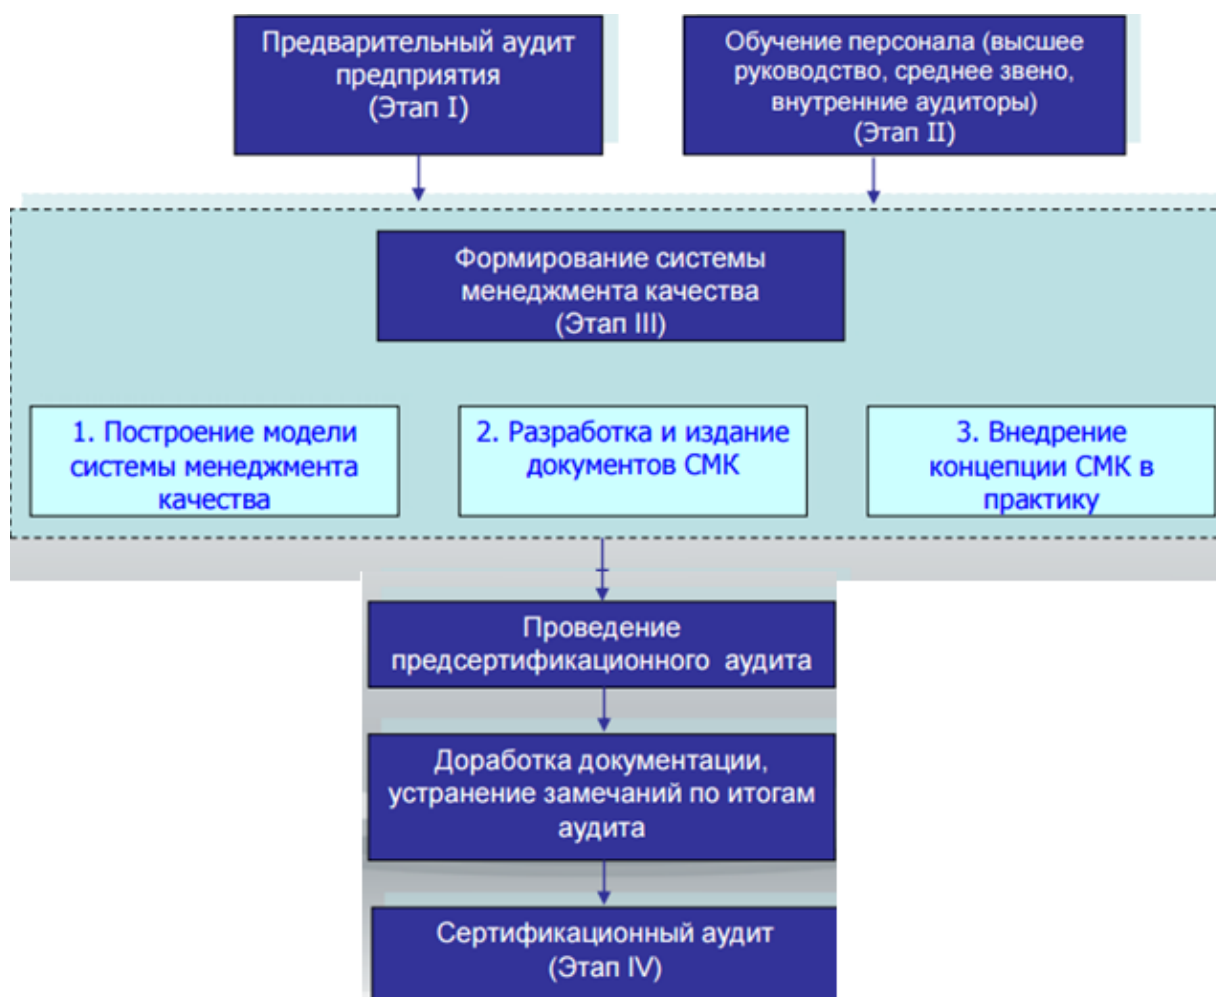 Предварительный аудит
предприятия
(Этап I)
Обучение персонала (высшее
руководство, среднее звено,
внутренние аудиторы)
(Этап II)
Формирование системы
менеджмента качества
(Этап III)
1. Построение модели
системы менеджмента
качества
2. Разработка и издание
документов СМК
3. Внедрение
концепции СМК в
практику
Проведение
предсертификационного аудита
Доработка документации,
устранение замечаний по итогам
аудита
Сертификационный аудит
(Этап IV)